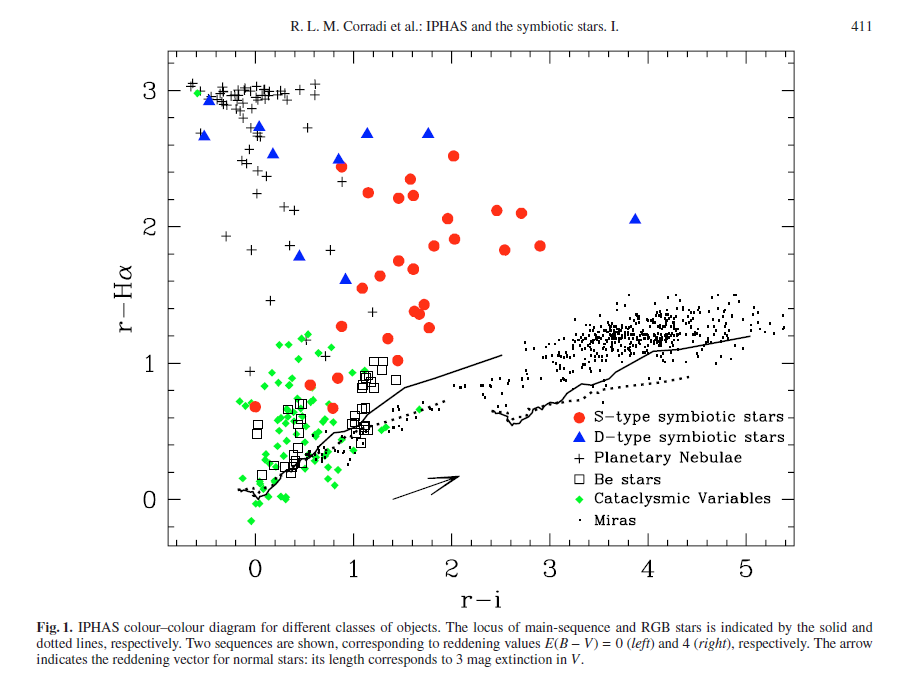 R. L. M. Corradi et al.: IPHAS and the symbiotic stars. I.
411
3
2
1
0
r−Hα
0 1 2 3 4 5
r−i
S−type symbiotic stars
D−type symbiotic stars
Planetary Nebulae
Be stars
Cataclysmic Variables
Miras
Fig. 1. IPHAS colour–colour diagram for different classes of objects. The locus of main-sequence and RGB stars is indicated by the solid and
dotted lines, respectively. Two sequences are shown, corresponding to reddening values E(B − V) = 0 (left) and 4 (right), respectively. The arrow
indicates the reddening vector for normal stars: its length corresponds to 3 mag extinction in V.